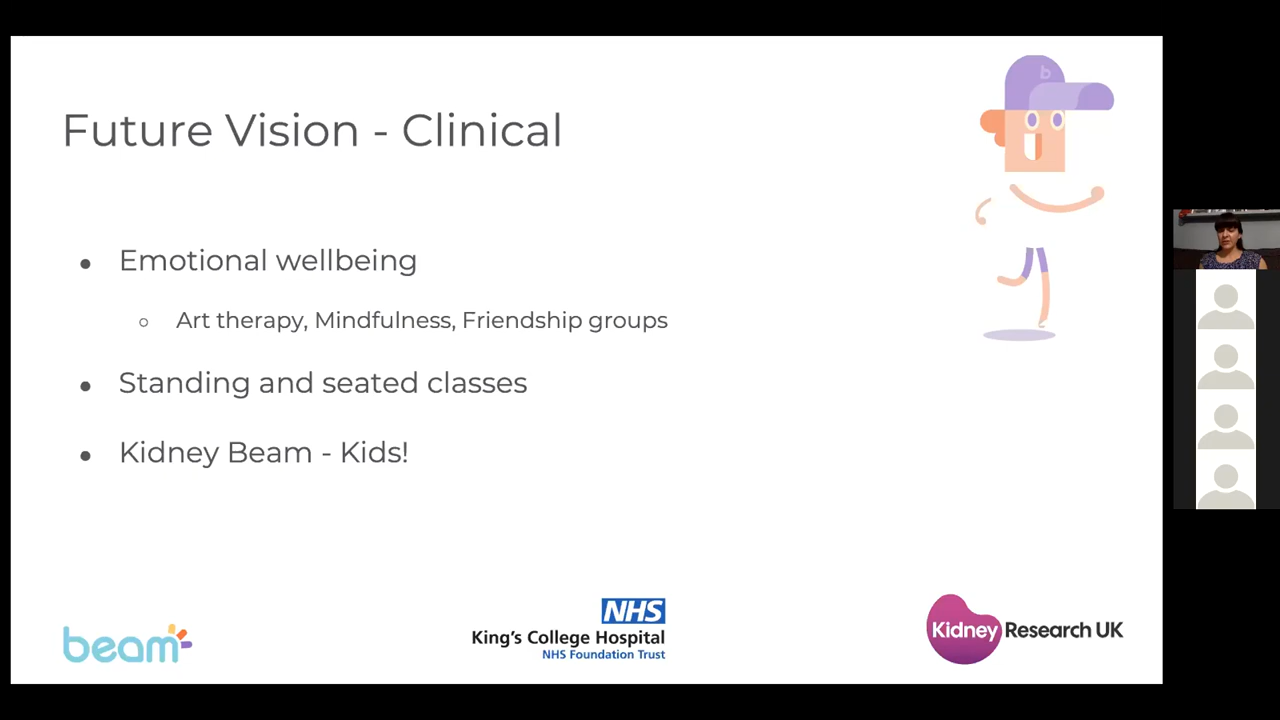 b
Future Vision - Clinical
● Emotional wellbeing
○ Art therapy, Mindfulness, Friendship groups
● Standing and seated classes
● Kidney Beam - Kids!
beam
NHS
King's College Hospital
NHS Foundation Trust
Kidney Research UK